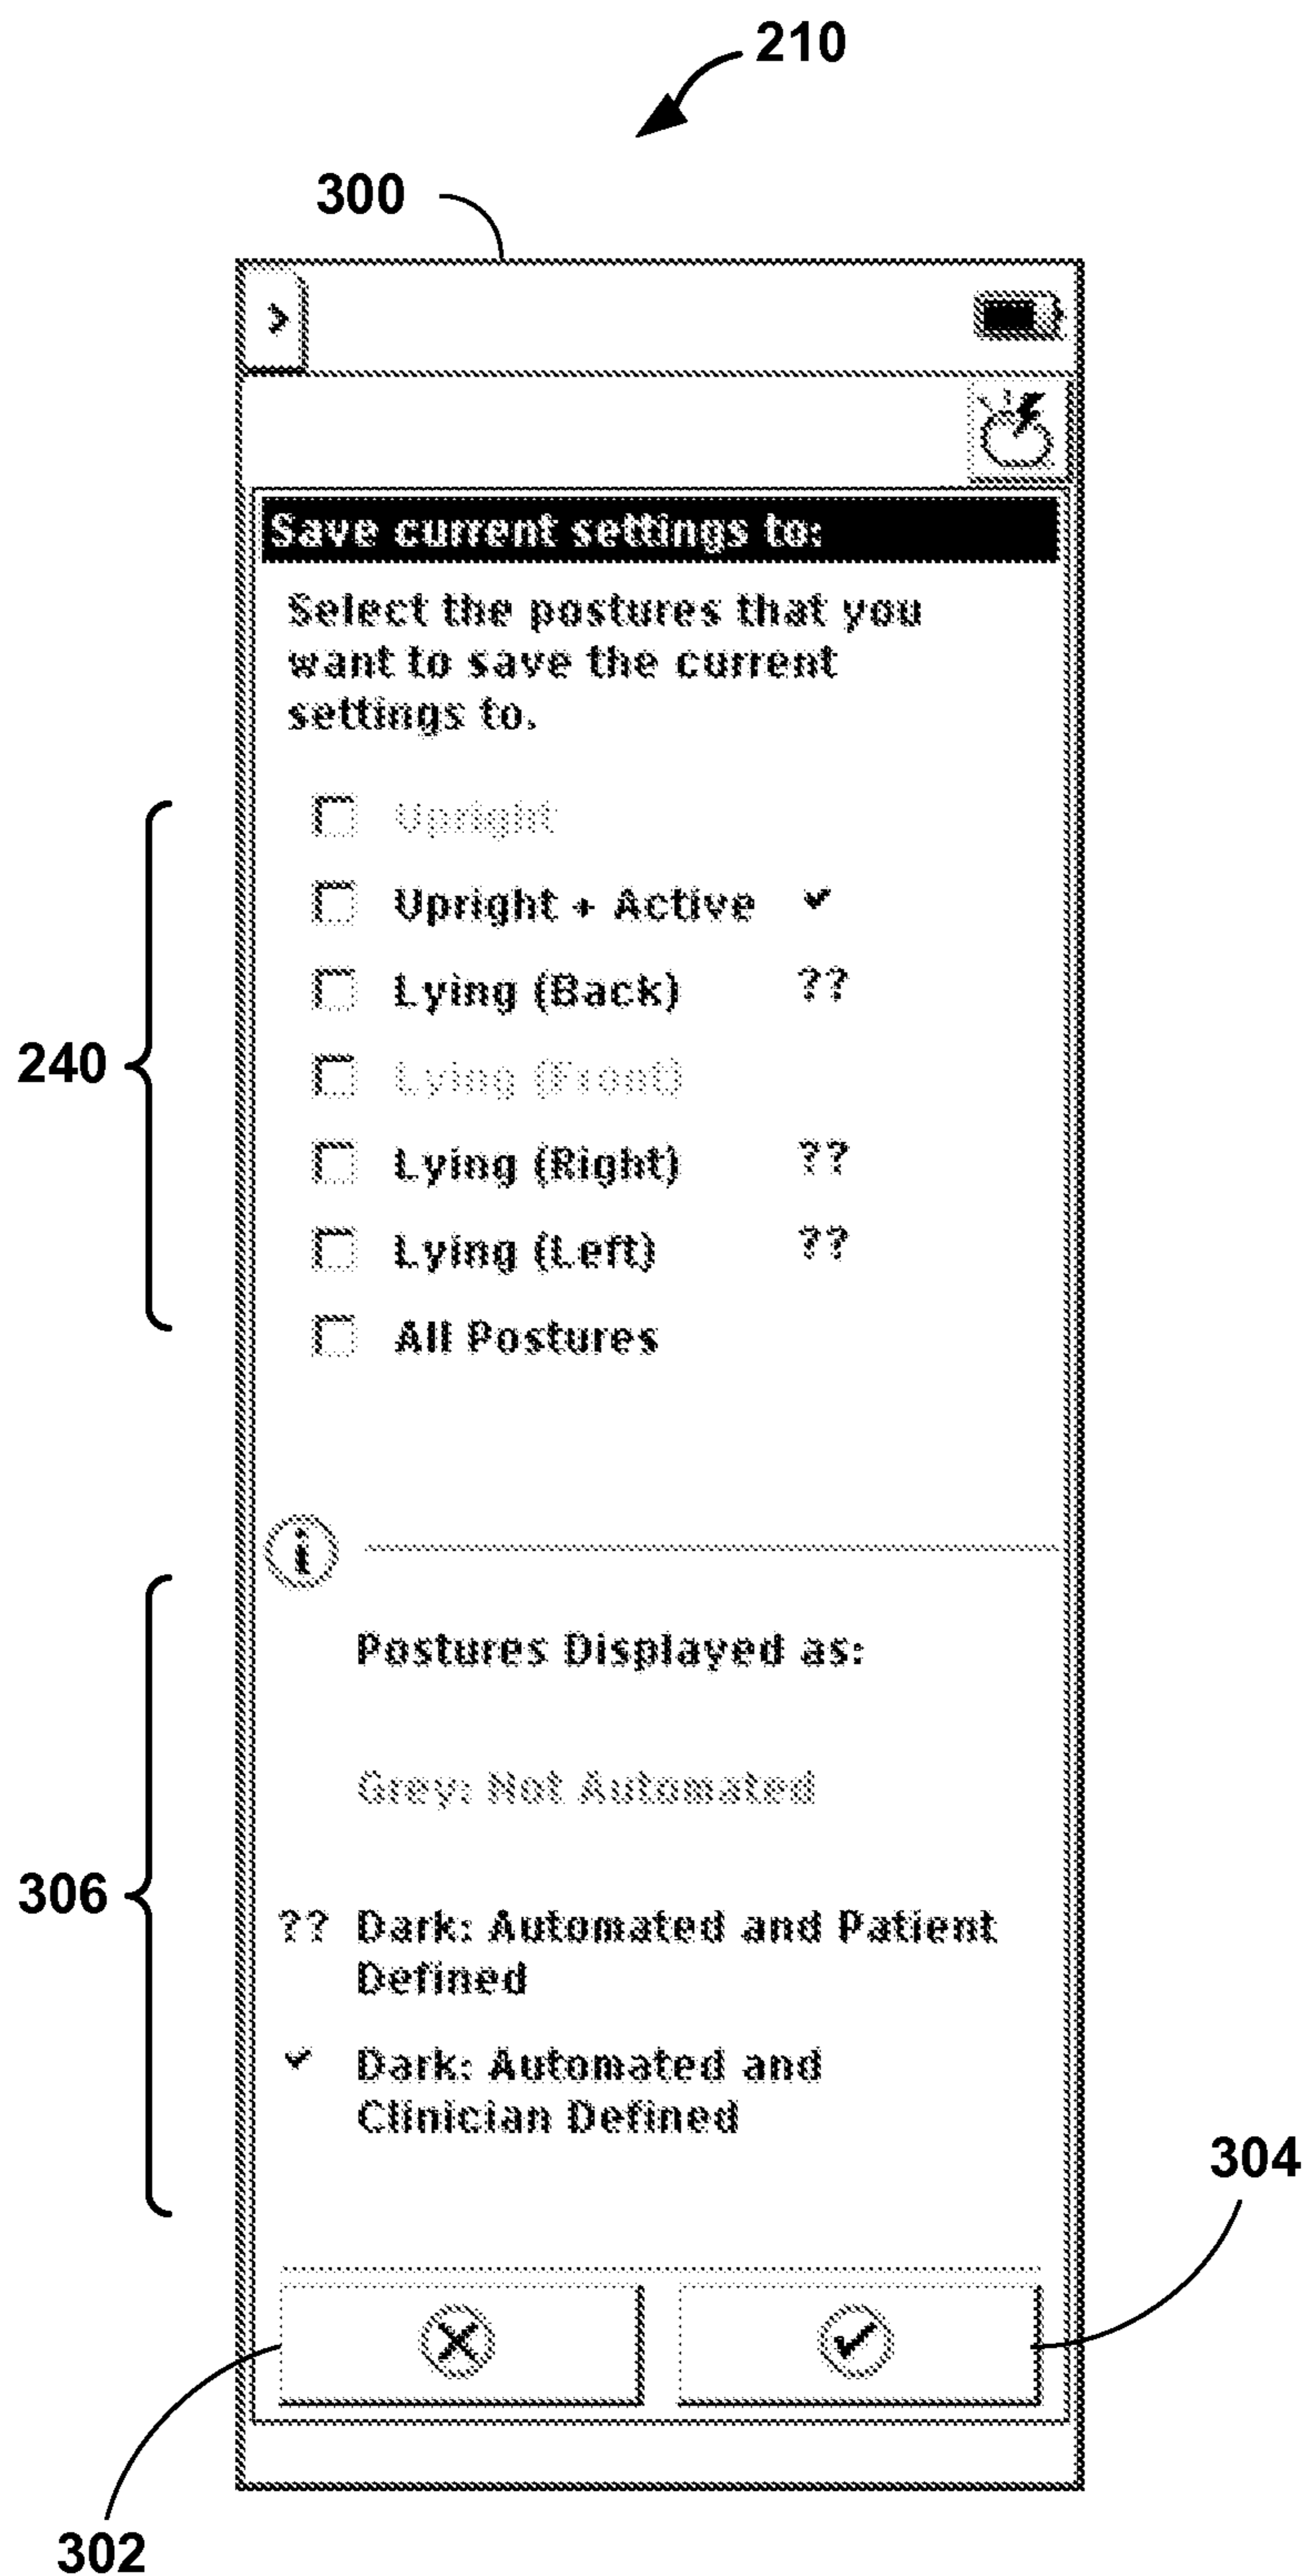 210
300
>
Save current settings to:
Select the postures that you
want to save the current
settings to.
Upright
Upright + Active ✓
Lying (Back) ??
240
Lying (Front)
Lying (Right) ??
Lying (Left) ??
All Postures
i
Postures Displayed as:
Grey: Not Automated
306
?? Dark: Automated and Patient
Defined
✓ Dark: Automated and
Clinician Defined
304
302